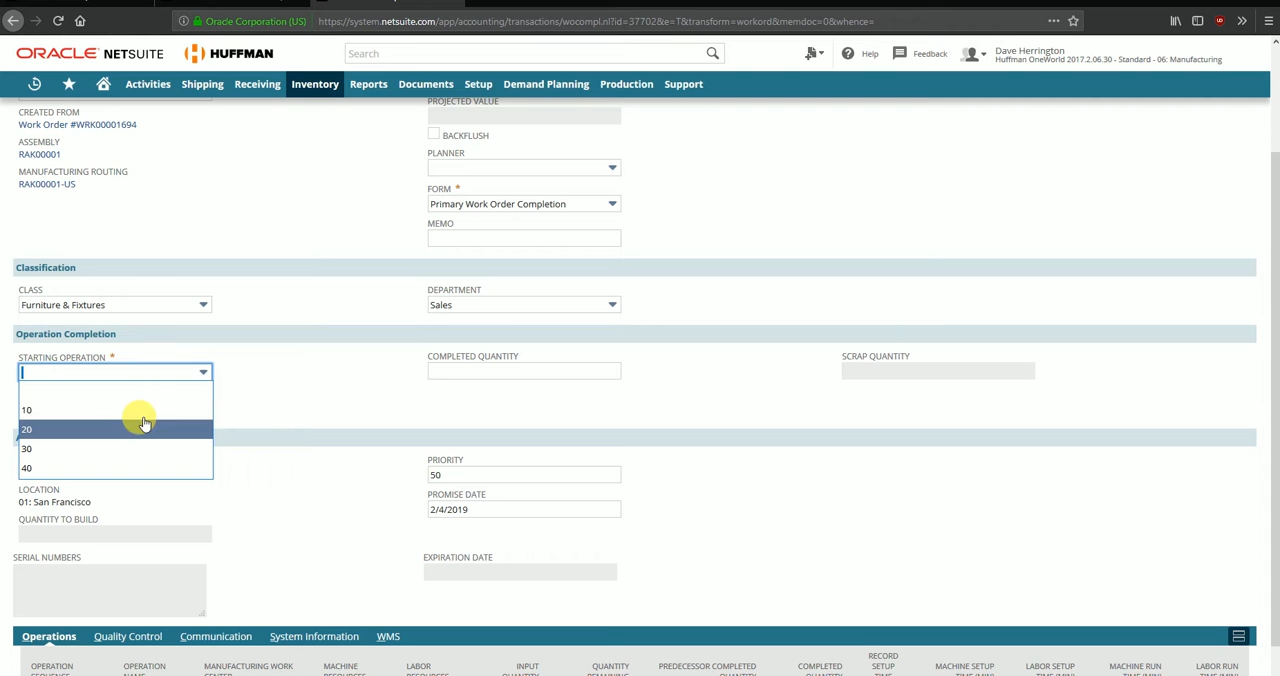 Oracle Corporation (US)
https://system.netsuite.com/app/accounting/transactions/wocompl.nl?id=37702&e=T&transform=workord&memdoc=0&whence=
ORACLE NETSUITE
HUFFMAN
Search
Help
Feedback
Dave Herrington
Huffman OneWorld 2017.2.06.30 - Standard - 06: Manufacturing
Activities Shipping Receiving Inventory Reports Documents Setup Demand Planning Production Support
CREATED FROM
Work Order #WRK00001694
ASSEMBLY
RAK00001
MANUFACTURING ROUTING
RAK00001-US
PROJECTED VALUE
BACKFLUSH
PLANNER
FORM *
Primary Work Order Completion
MEMO
Classification
CLASS
Furniture & Fixtures
DEPARTMENT
Sales
Operation Completion
STARTING OPERATION *
10
20
30
40
COMPLETED QUANTITY
SCRAP QUANTITY
LOCATION
01: San Francisco
QUANTITY TO BUILD
PRIORITY
50
PROMISE DATE
2/4/2019
SERIAL NUMBERS
EXPIRATION DATE
Operations Quality Control Communication System Information WMS
OPERATION SEQUENCE
OPERATION NAME
MANUFACTURING WORK CENTER
MACHINE RESOURCES
LABOR RESOURCES
INPUT QUANTITY
QUANTITY REMAINING
PREDECESSOR COMPLETED QUANTITY
COMPLETED QUANTITY
RECORD SETUP TIME
MACHINE SETUP TIME (MIN)
LABOR SETUP TIME (MIN)
MACHINE RUN TIME (MIN)
LABOR RUN TIME (MIN)